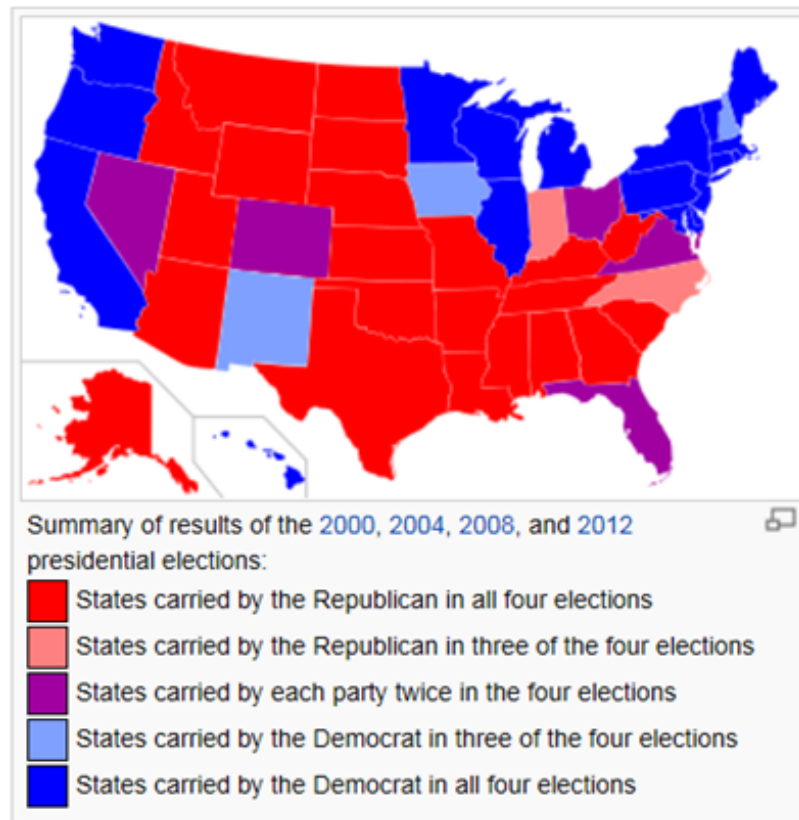 Summary of results of the 2000, 2004, 2008, and 2012
presidential elections:
States carried by the Republican in all four elections
States carried by the Republican in three of the four elections
States carried by each party twice in the four elections
States carried by the Democrat in three of the four elections
States carried by the Democrat in all four elections